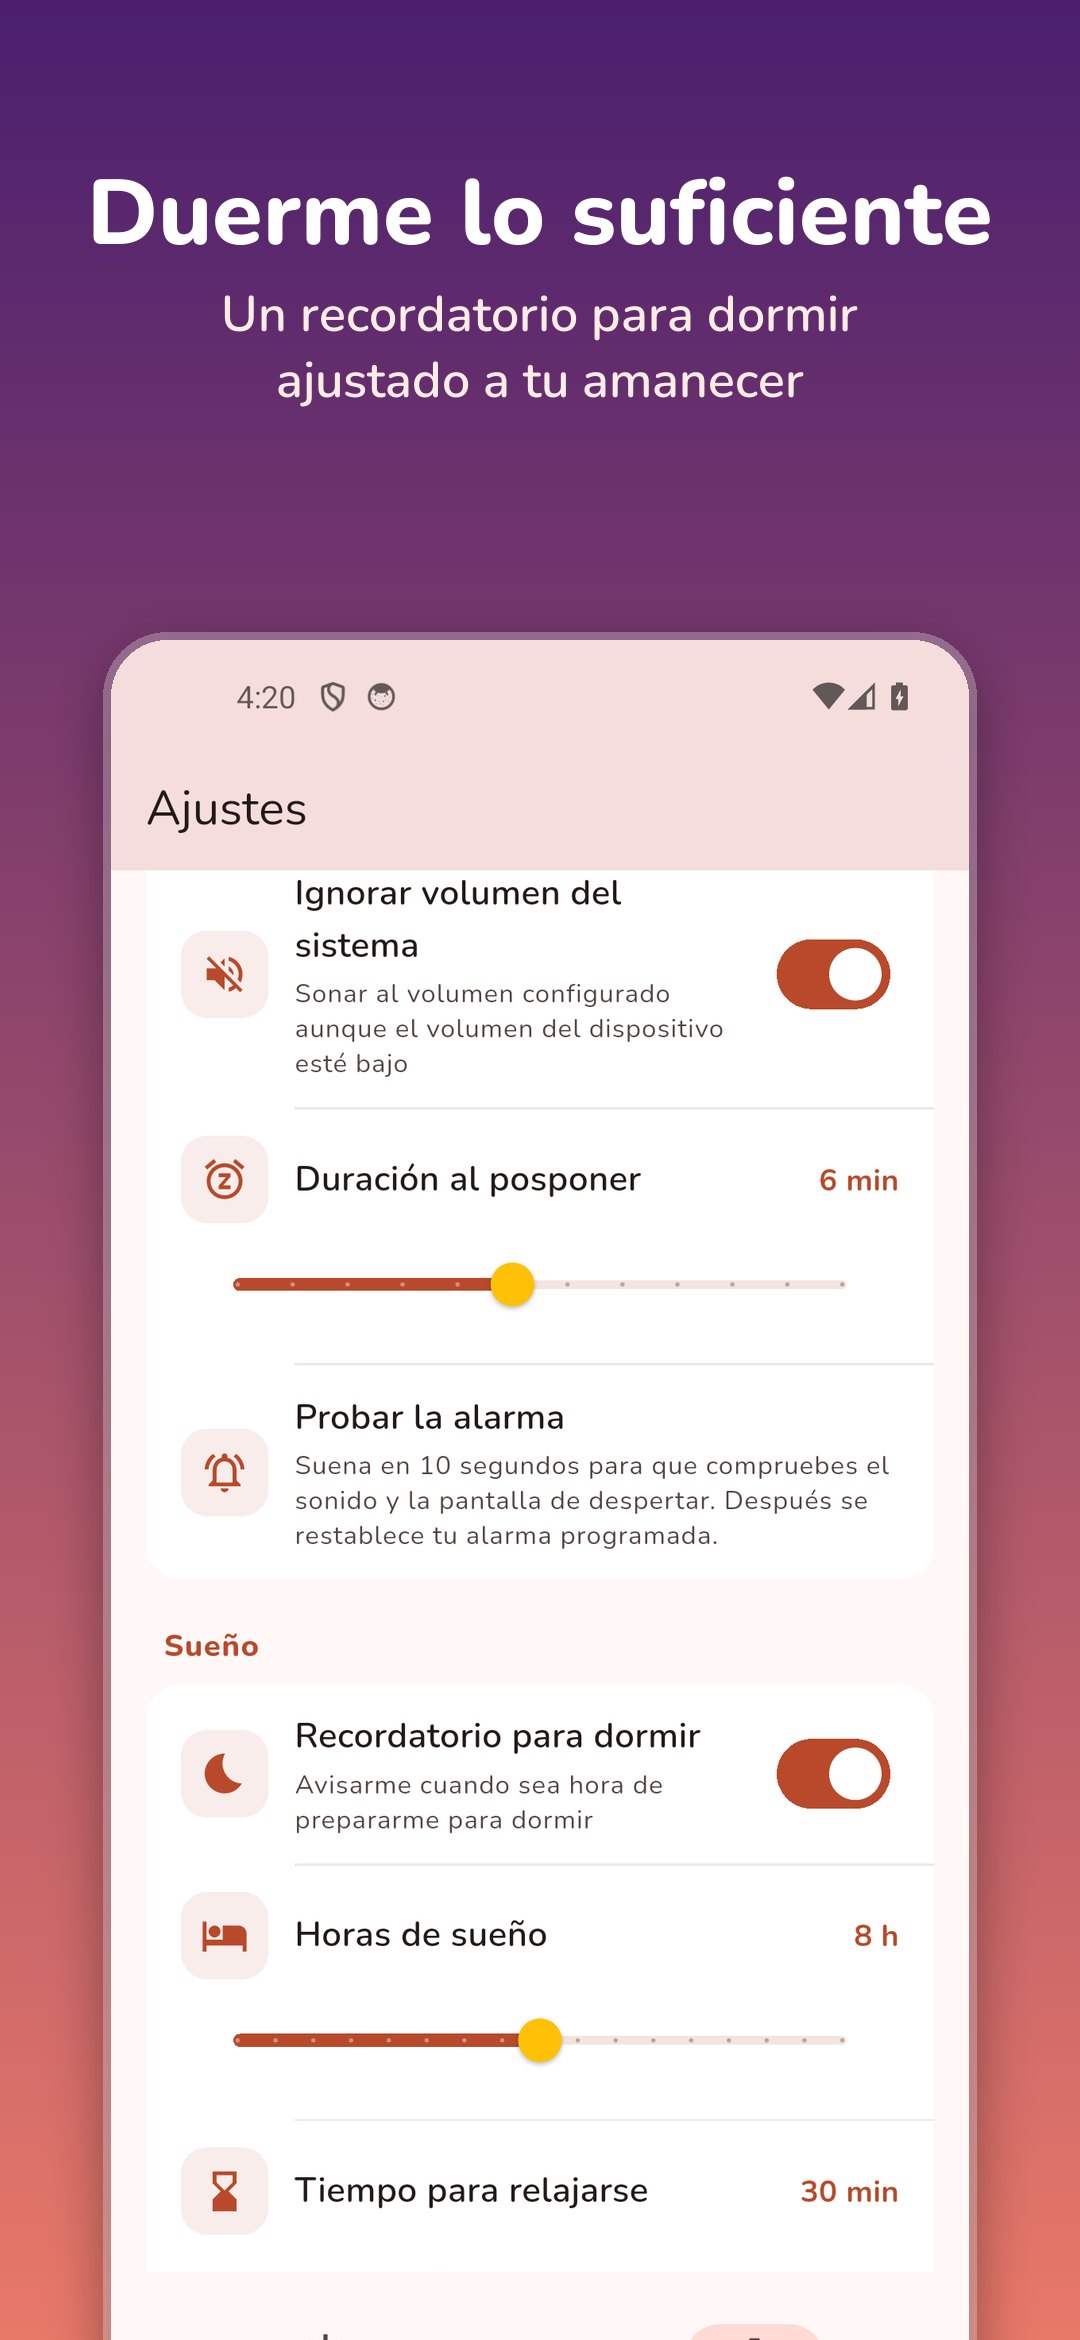 Duerme lo suficiente
Un recordatorio para dormir
ajustado a tu amanecer
4:20
Ajustes
Ignorar volumen del
sistema
Sonar al volumen configurado
aunque el volumen del dispositivo
esté bajo
Duración al posponer
6 min
Probar la alarma
Suena en 10 segundos para que compruebes el
sonido y la pantalla de despertar. Después se
restablece tu alarma programada.
Sueño
Recordatorio para dormir
Avisarme cuando sea hora de
prepararme para dormir
Horas de sueño
8 h
Tiempo para relajarse
30 min